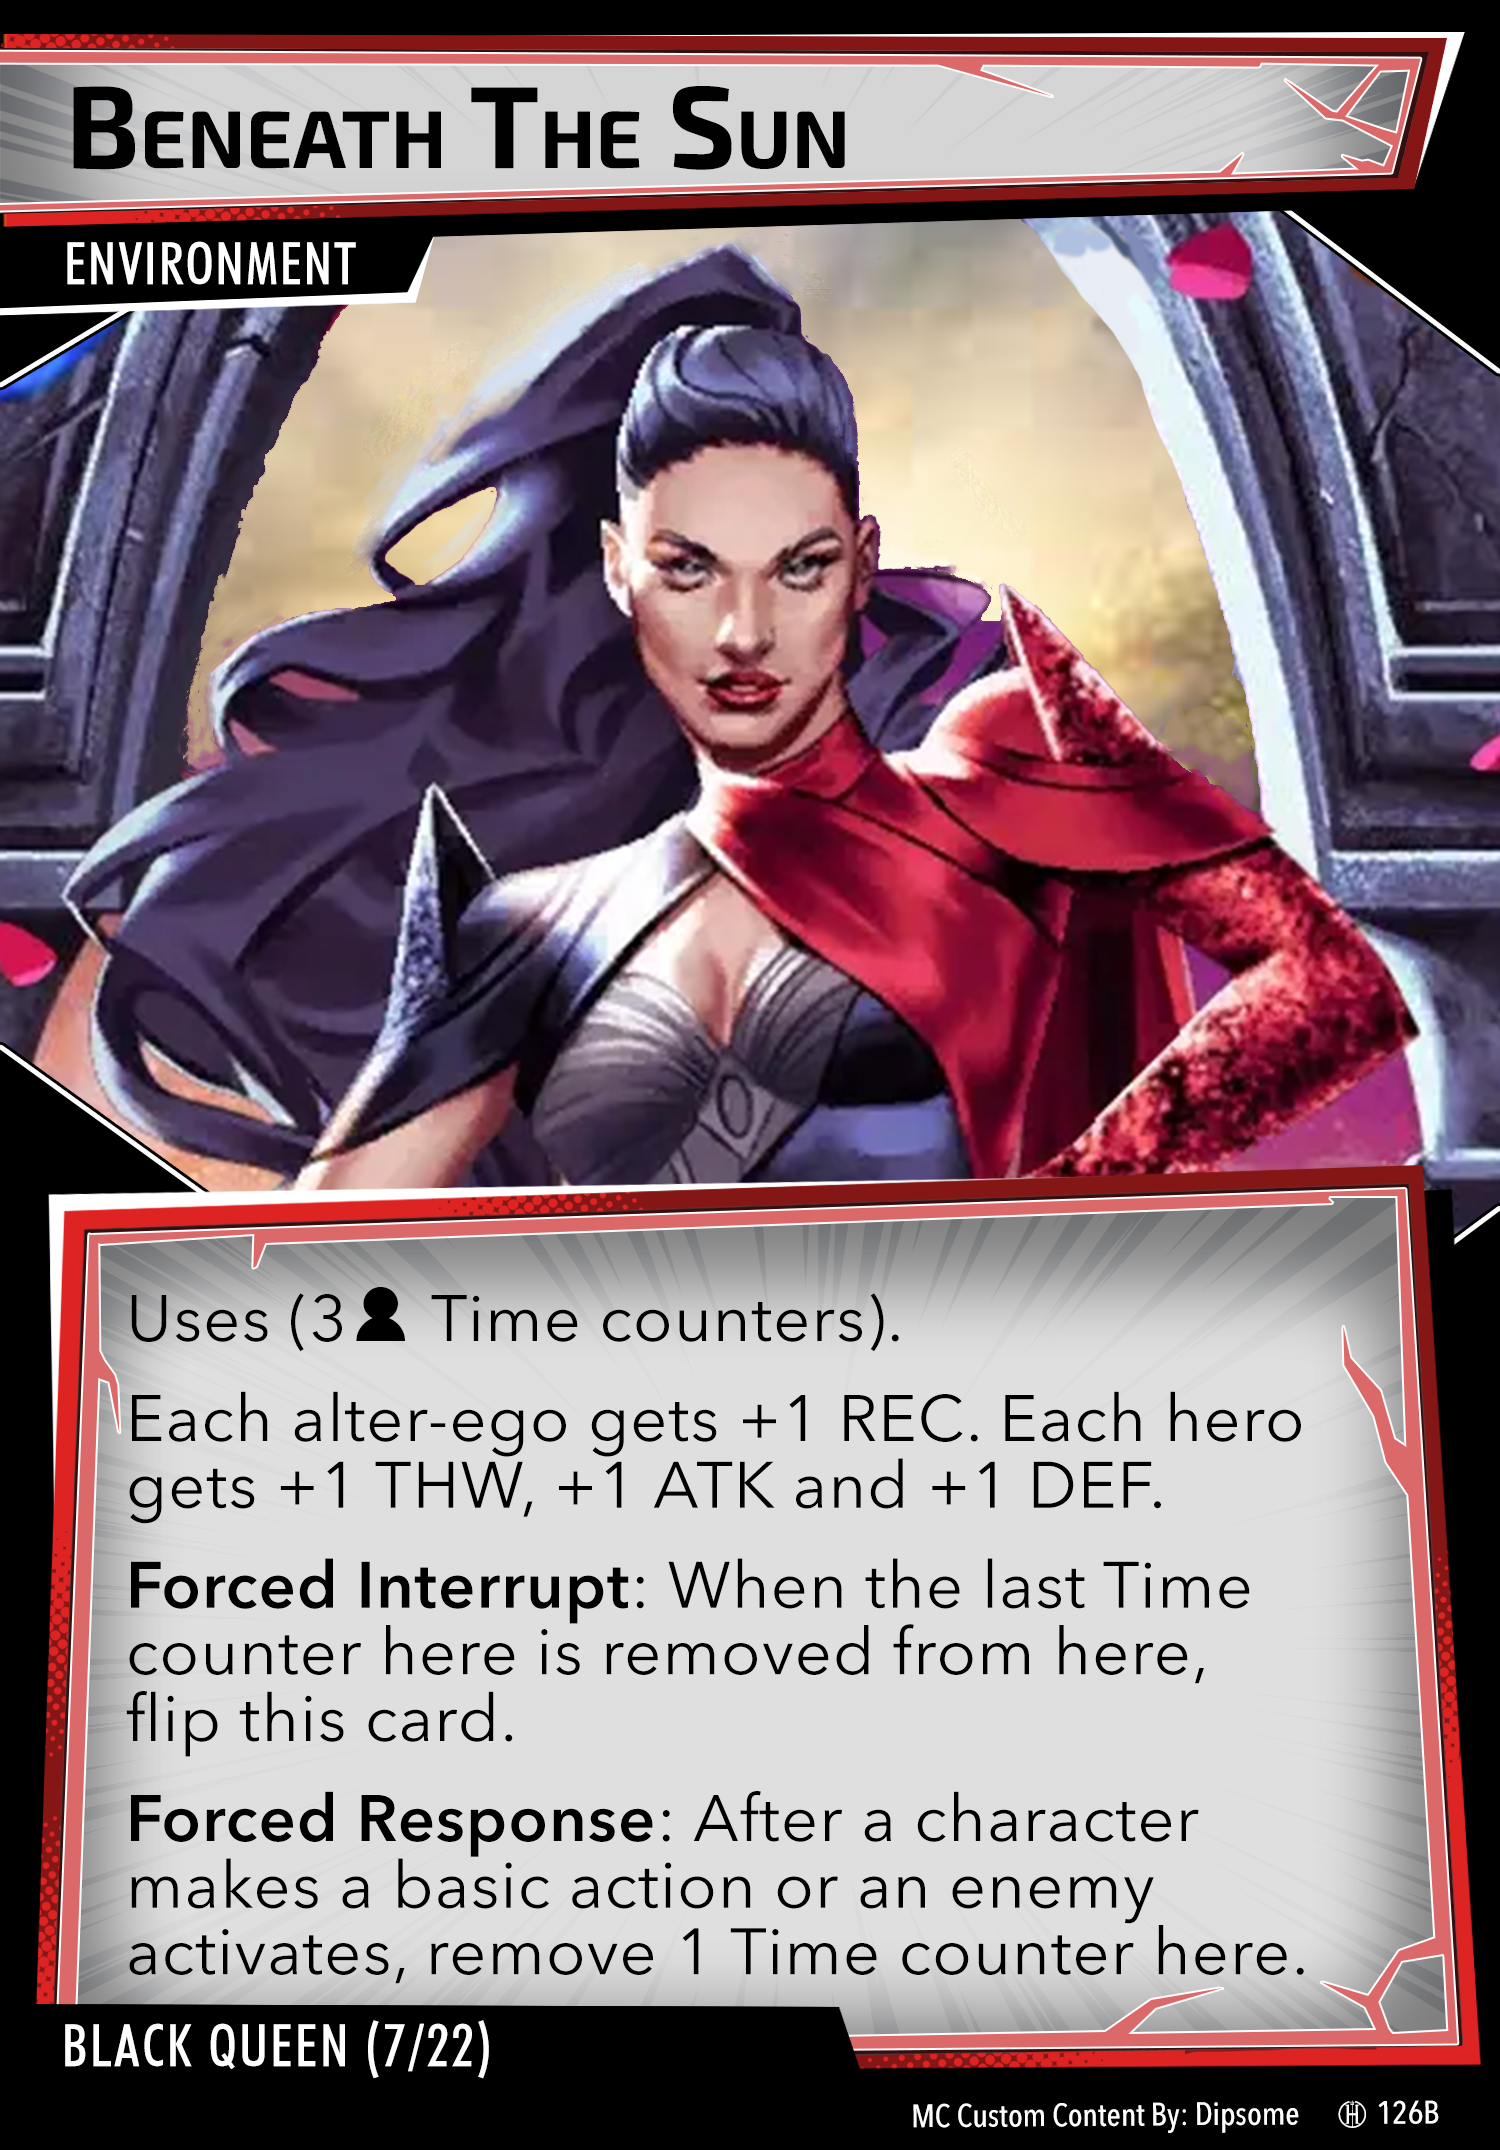 Beneath The Sun
ENVIRONMENT
Uses (3 Time counters).
Each alter-ego gets +1 REC. Each hero
gets +1 THW, +1 ATK and +1 DEF.
Forced Interrupt: When the last Time
counter here is removed from here,
flip this card.
Forced Response: After a character
makes a basic action or an enemy
activates, remove 1 Time counter here.
BLACK QUEEN (7/22)
MC Custom Content By: Dipsome 126B